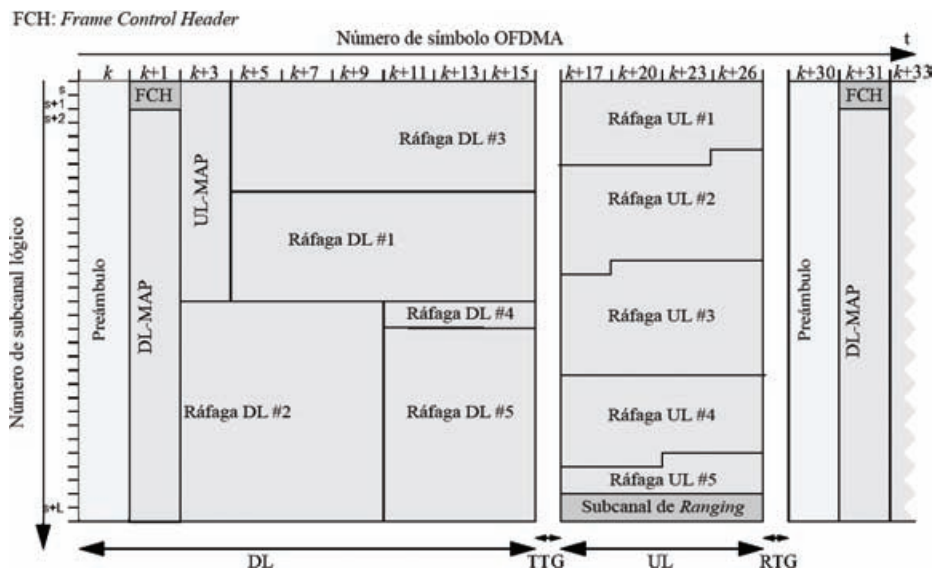 FCH: Frame Control Header
Número de símbolo OFDMA
t
k k+1 k+3 k+5 k+7 k+9 k+11 k+13 k+15 k+17 k+20 k+23 k+26 k+30 k+31 k+33
Número de subcanal lógico
s
s+1
s+2
s+L
Preámbulo
FCH
DL-MAP
UL-MAP
Ráfaga DL #3
Ráfaga DL #1
Ráfaga DL #4
Ráfaga DL #2
Ráfaga DL #5
Ráfaga UL #1
Ráfaga UL #2
Ráfaga UL #3
Ráfaga UL #4
Ráfaga UL #5
Subcanal de Ranging
Preámbulo
FCH
DL-MAP
DL
TTG
UL
RTG